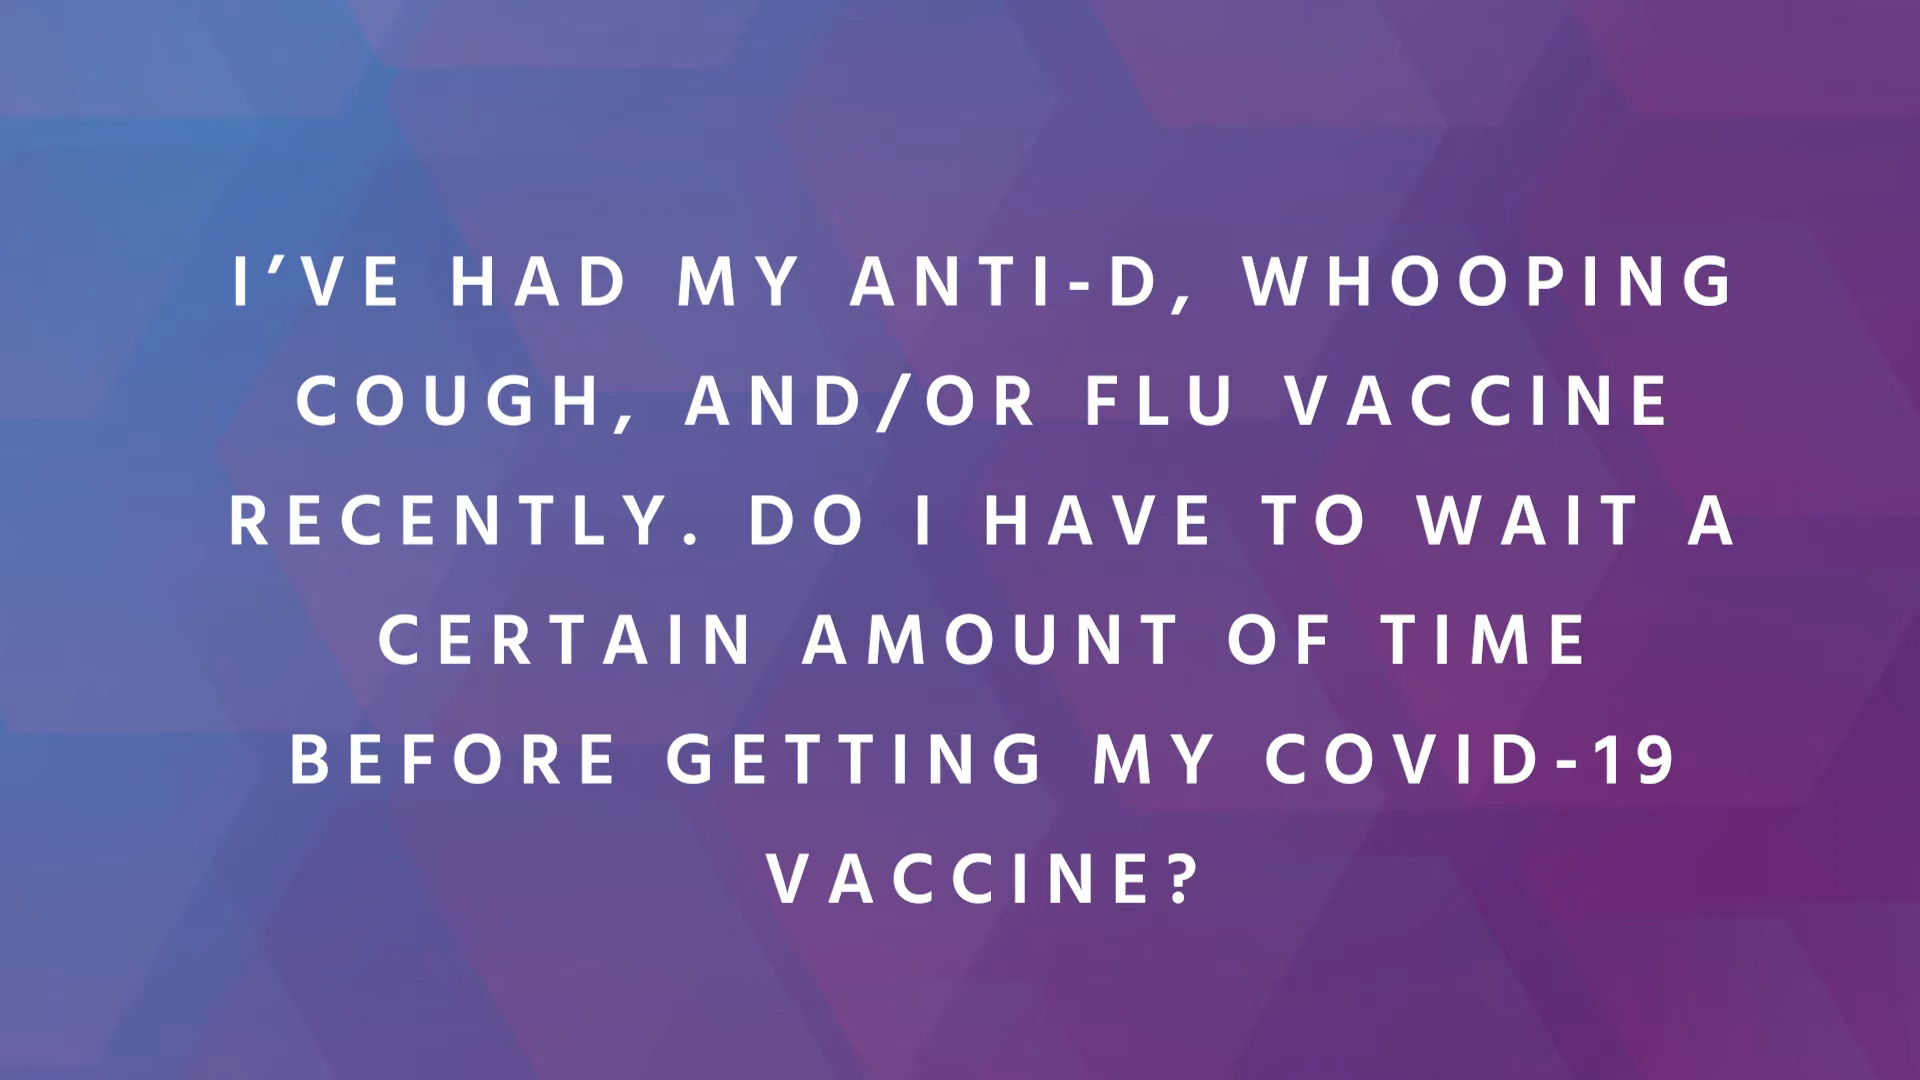 I’VE HAD MY ANTI-D, WHOOPING
COUGH, AND/OR FLU VACCINE
RECENTLY. DO I HAVE TO WAIT A
CERTAIN AMOUNT OF TIME
BEFORE GETTING MY COVID-19
VACCINE?